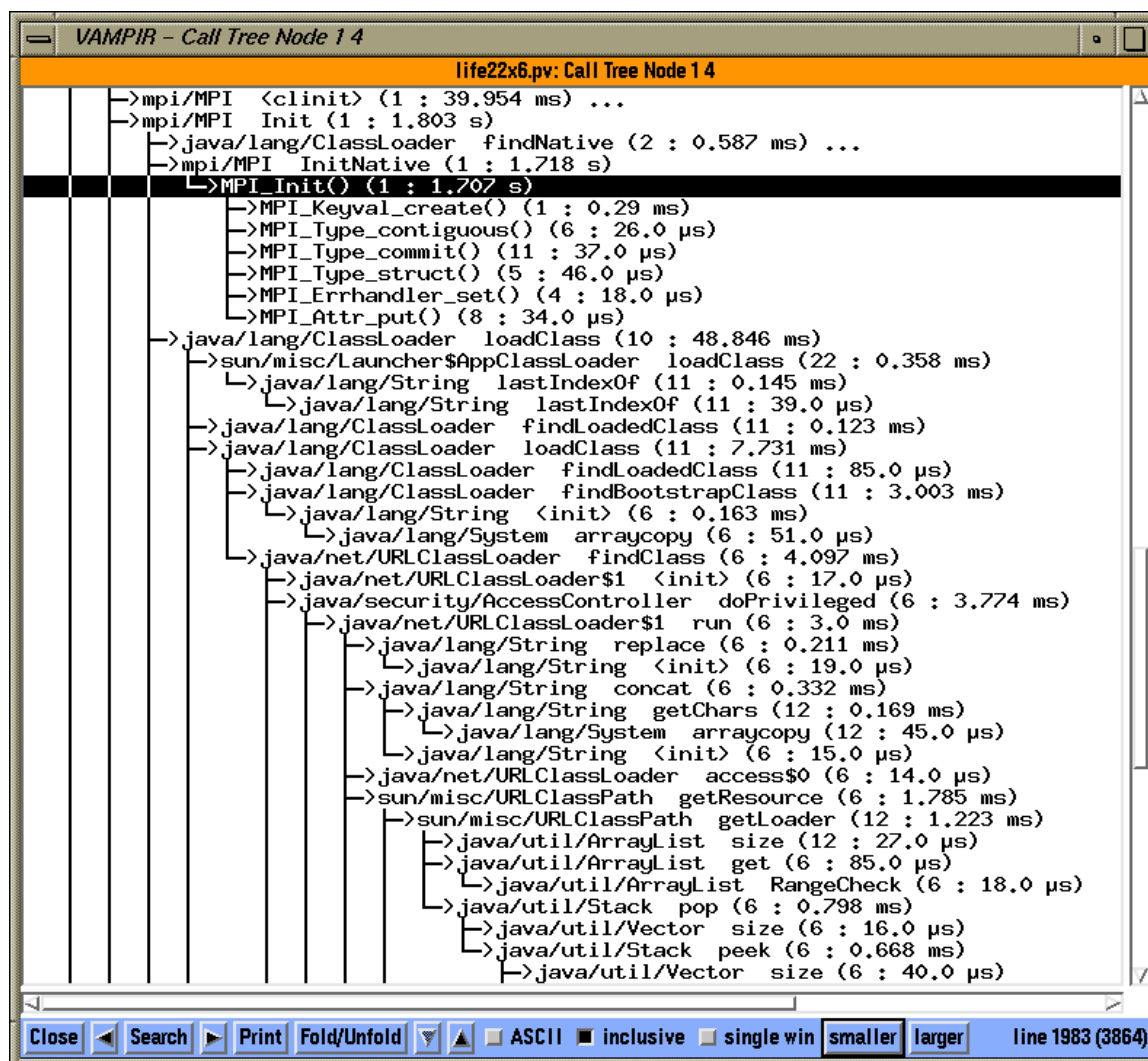 VAMPIR – Call Tree Node 1 4
life22x6.pv: Call Tree Node 1 4
mpi/MPI <clinit> (1 : 39.954 ms) ...
mpi/MPI Init (1 : 1.803 s)
java/lang/ClassLoader findNative (2 : 0.587 ms) ...
mpi/MPI InitNative (1 : 1.718 s)
MPI_Init() (1 : 1.707 s)
MPI_Keyval_create() (1 : 0.29 ms)
MPI_Type_contiguous() (6 : 26.0 µs)
MPI_Type_commit() (11 : 37.0 µs)
MPI_Type_struct() (5 : 46.0 µs)
MPI_Errhandler_set() (4 : 18.0 µs)
MPI_Attr_put() (8 : 34.0 µs)
java/lang/ClassLoader loadClass (10 : 48.846 ms)
sun/misc/Launcher$AppClassLoader loadClass (22 : 0.358 ms)
java/lang/String lastIndexOf (11 : 0.145 ms)
java/lang/String lastIndexOf (11 : 39.0 µs)
java/lang/ClassLoader findLoadedClass (11 : 0.123 ms)
java/lang/ClassLoader loadClass (11 : 7.731 ms)
java/lang/ClassLoader findLoadedClass (11 : 85.0 µs)
java/lang/ClassLoader findBootstrapClass (11 : 3.003 ms)
java/lang/String <init> (6 : 0.163 ms)
java/lang/System arraycopy (6 : 51.0 µs)
java/net/URLClassLoader findClass (6 : 4.097 ms)
java/net/URLClassLoader$1 <init> (6 : 17.0 µs)
java/security/AccessController doPrivileged (6 : 3.774 ms)
java/net/URLClassLoader$1 run (6 : 3.0 ms)
java/lang/String replace (6 : 0.211 ms)
java/lang/String <init> (6 : 19.0 µs)
java/lang/String concat (6 : 0.332 ms)
java/lang/String getChars (12 : 0.169 ms)
java/lang/System arraycopy (12 : 45.0 µs)
java/lang/String <init> (6 : 15.0 µs)
java/net/URLClassLoader access$0 (6 : 14.0 µs)
sun/misc/URLClassPath getResource (6 : 1.785 ms)
sun/misc/URLClassPath getLoader (12 : 1.223 ms)
java/util/ArrayList size (12 : 27.0 µs)
java/util/ArrayList get (6 : 85.0 µs)
java/util/ArrayList RangeCheck (6 : 18.0 µs)
java/util/Stack pop (6 : 0.798 ms)
java/util/Vector size (6 : 16.0 µs)
java/util/Stack peek (6 : 0.668 ms)
java/util/Vector size (6 : 40.0 µs)
Close Search Print Fold/Unfold ASCII inclusive single win smaller larger line 1983 (3864)